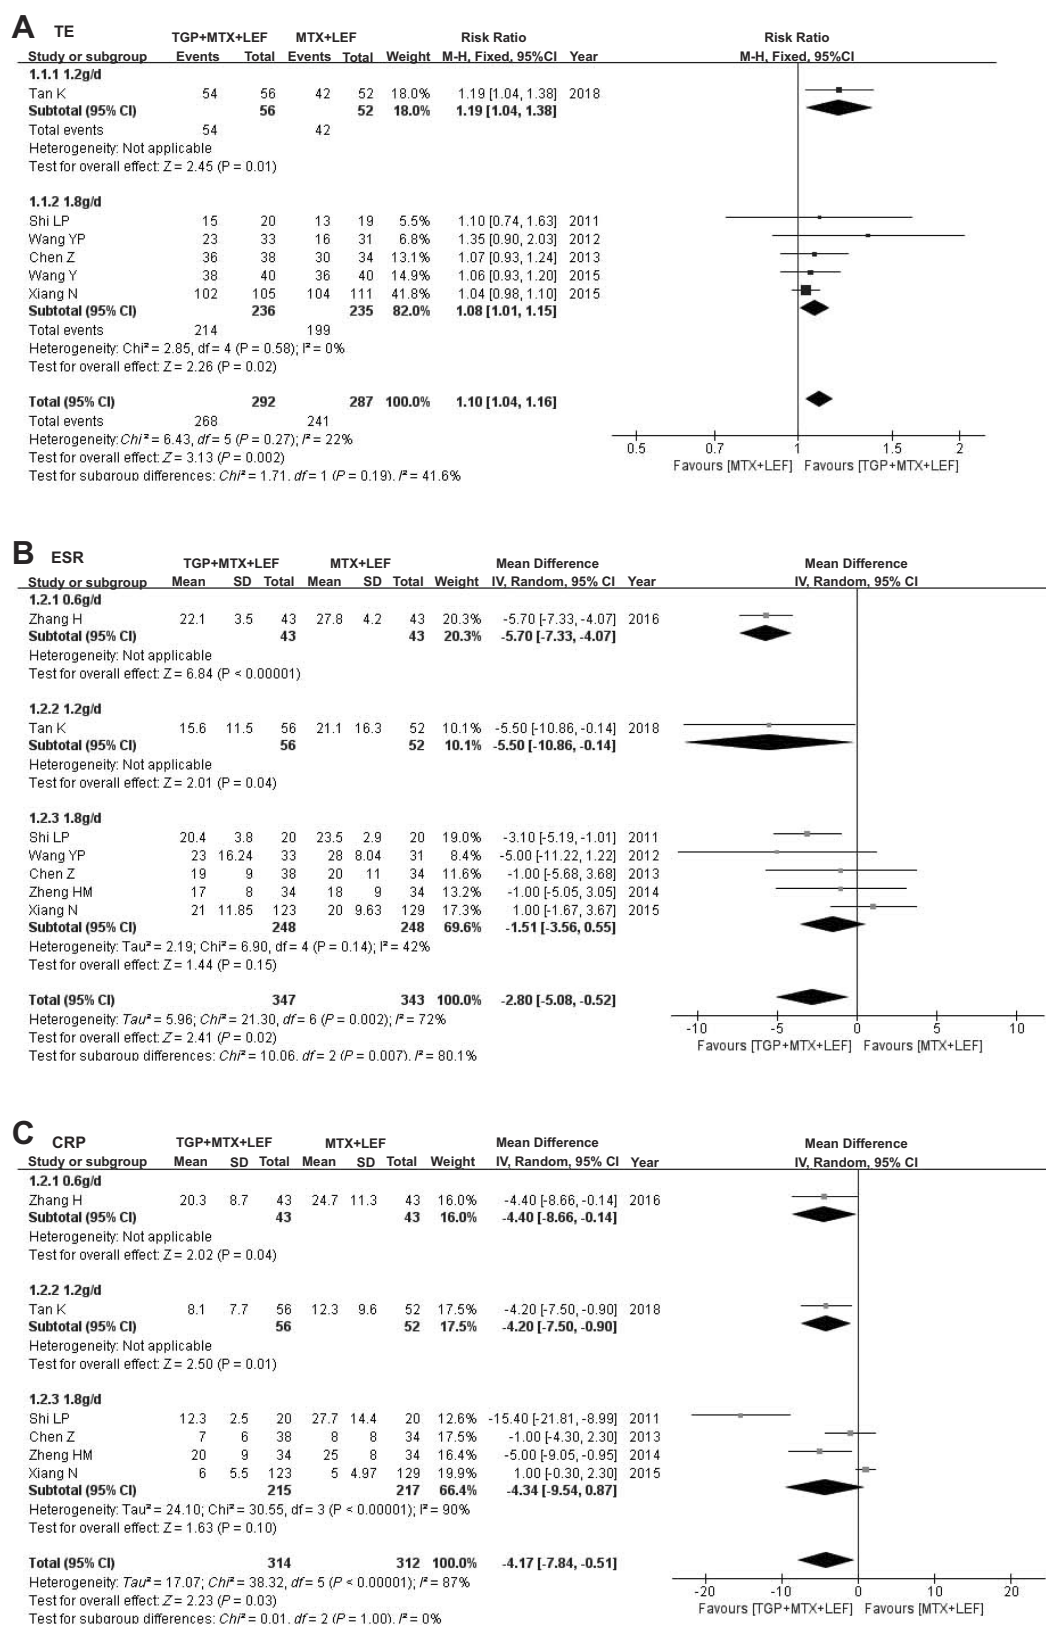 A TE
TGP+MTX+LEF MTX+LEF Risk Ratio Risk Ratio
Study or subgroup Events Total Events Total Weight M-H, Fixed, 95%CI Year M-H, Fixed, 95%CI
1.1.1 1.2g/d
Tan K 54 56 42 52 18.0% 1.19 [1.04, 1.38] 2018
Subtotal (95% CI) 56 52 18.0% 1.19 [1.04, 1.38]
Total events 54 42
Heterogeneity: Not applicable
Test for overall effect: Z = 2.45 (P = 0.01)
1.1.2 1.8g/d
Shi LP 15 20 13 19 5.5% 1.10 [0.74, 1.63] 2011
Wang YP 23 33 16 31 6.8% 1.35 [0.90, 2.03] 2012
Chen Z 36 38 30 34 13.1% 1.07 [0.93, 1.24] 2013
Wang Y 38 40 36 40 14.9% 1.06 [0.93, 1.20] 2015
Xiang N 102 105 104 111 41.8% 1.04 [0.98, 1.10] 2015
Subtotal (95% CI) 236 235 82.0% 1.08 [1.01, 1.15]
Total events 214 199
Heterogeneity: Chi² = 2.85, df = 4 (P = 0.58); I² = 0%
Test for overall effect: Z = 2.26 (P = 0.02)
Total (95% CI) 292 287 100.0% 1.10 [1.04, 1.16]
Total events 268 241
Heterogeneity: Chi² = 6.43, df = 5 (P = 0.27); I² = 22%
Test for overall effect: Z = 3.13 (P = 0.002)
Test for subgroup differences: Chi² = 1.71, df = 1 (P = 0.19), I² = 41.6%
0.5 0.7 1 1.5 2
Favours [MTX+LEF] Favours [TGP+MTX+LEF]
B ESR
TGP+MTX+LEF MTX+LEF Mean Difference Mean Difference
Study or subgroup Mean SD Total Mean SD Total Weight IV, Random, 95% CI Year IV, Random, 95% CI
1.2.1 0.6g/d
Zhang H 22.1 3.5 43 27.8 4.2 43 20.3% -5.70 [-7.33, -4.07] 2016
Subtotal (95% CI) 43 43 20.3% -5.70 [-7.33, -4.07]
Heterogeneity: Not applicable
Test for overall effect: Z = 6.84 (P < 0.00001)
1.2.2 1.2g/d
Tan K 15.6 11.5 56 21.1 16.3 52 10.1% -5.50 [-10.86, -0.14] 2018
Subtotal (95% CI) 56 52 10.1% -5.50 [-10.86, -0.14]
Heterogeneity: Not applicable
Test for overall effect: Z = 2.01 (P = 0.04)
1.2.3 1.8g/d
Shi LP 20.4 3.8 20 23.5 2.9 20 19.0% -3.10 [-5.19, -1.01] 2011
Wang YP 23 16.24 33 28 8.04 31 8.4% -5.00 [-11.22, 1.22] 2012
Chen Z 19 9 38 20 11 34 11.6% -1.00 [-5.68, 3.68] 2013
Zheng HM 17 8 34 18 9 34 13.2% -1.00 [-5.05, 3.05] 2014
Xiang N 21 11.85 123 20 9.63 129 17.3% 1.00 [-1.67, 3.67] 2015
Subtotal (95% CI) 248 248 69.6% -1.51 [-3.56, 0.55]
Heterogeneity: Tau² = 2.19; Chi² = 6.90, df = 4 (P = 0.14); I² = 42%
Test for overall effect: Z = 1.44 (P = 0.15)
Total (95% CI) 347 343 100.0% -2.80 [-5.08, -0.52]
Heterogeneity: Tau² = 5.96; Chi² = 21.30, df = 6 (P = 0.002); I² = 72%
Test for overall effect: Z = 2.41 (P = 0.02)
Test for subgroup differences: Chi² = 10.06, df = 2 (P = 0.007), I² = 80.1%
-10 -5 0 5 10
Favours [TGP+MTX+LEF] Favours [MTX+LEF]
C CRP
TGP+MTX+LEF MTX+LEF Mean Difference Mean Difference
Study or subgroup Mean SD Total Mean SD Total Weight IV, Random, 95% CI Year IV, Random, 95% CI
1.2.1 0.6g/d
Zhang H 20.3 8.7 43 24.7 11.3 43 16.0% -4.40 [-8.66, -0.14] 2016
Subtotal (95% CI) 43 43 16.0% -4.40 [-8.66, -0.14]
Heterogeneity: Not applicable
Test for overall effect: Z = 2.02 (P = 0.04)
1.2.2 1.2g/d
Tan K 8.1 7.7 56 12.3 9.6 52 17.5% -4.20 [-7.50, -0.90] 2018
Subtotal (95% CI) 56 52 17.5% -4.20 [-7.50, -0.90]
Heterogeneity: Not applicable
Test for overall effect: Z = 2.50 (P = 0.01)
1.2.3 1.8g/d
Shi LP 12.3 2.5 20 27.7 14.4 20 12.6% -15.40 [-21.81, -8.99] 2011
Chen Z 7 6 38 8 8 34 17.5% -1.00 [-4.30, 2.30] 2013
Zheng HM 20 9 34 25 8 34 16.4% -5.00 [-9.05, -0.95] 2014
Xiang N 6 5.5 123 5 4.97 129 19.9% 1.00 [-0.30, 2.30] 2015
Subtotal (95% CI) 215 217 66.4% -4.34 [-9.54, 0.87]
Heterogeneity: Tau² = 24.10; Chi² = 30.55, df = 3 (P < 0.00001); I² = 90%
Test for overall effect: Z = 1.63 (P = 0.10)
Total (95% CI) 314 312 100.0% -4.17 [-7.84, -0.51]
Heterogeneity: Tau² = 17.07; Chi² = 38.32, df = 5 (P < 0.00001); I² = 87%
Test for overall effect: Z = 2.23 (P = 0.03)
Test for subgroup differences: Chi² = 0.01, df = 2 (P = 1.00), I² = 0%
-20 -10 0 10 20
Favours [TGP+MTX+LEF] Favours [MTX+LEF]